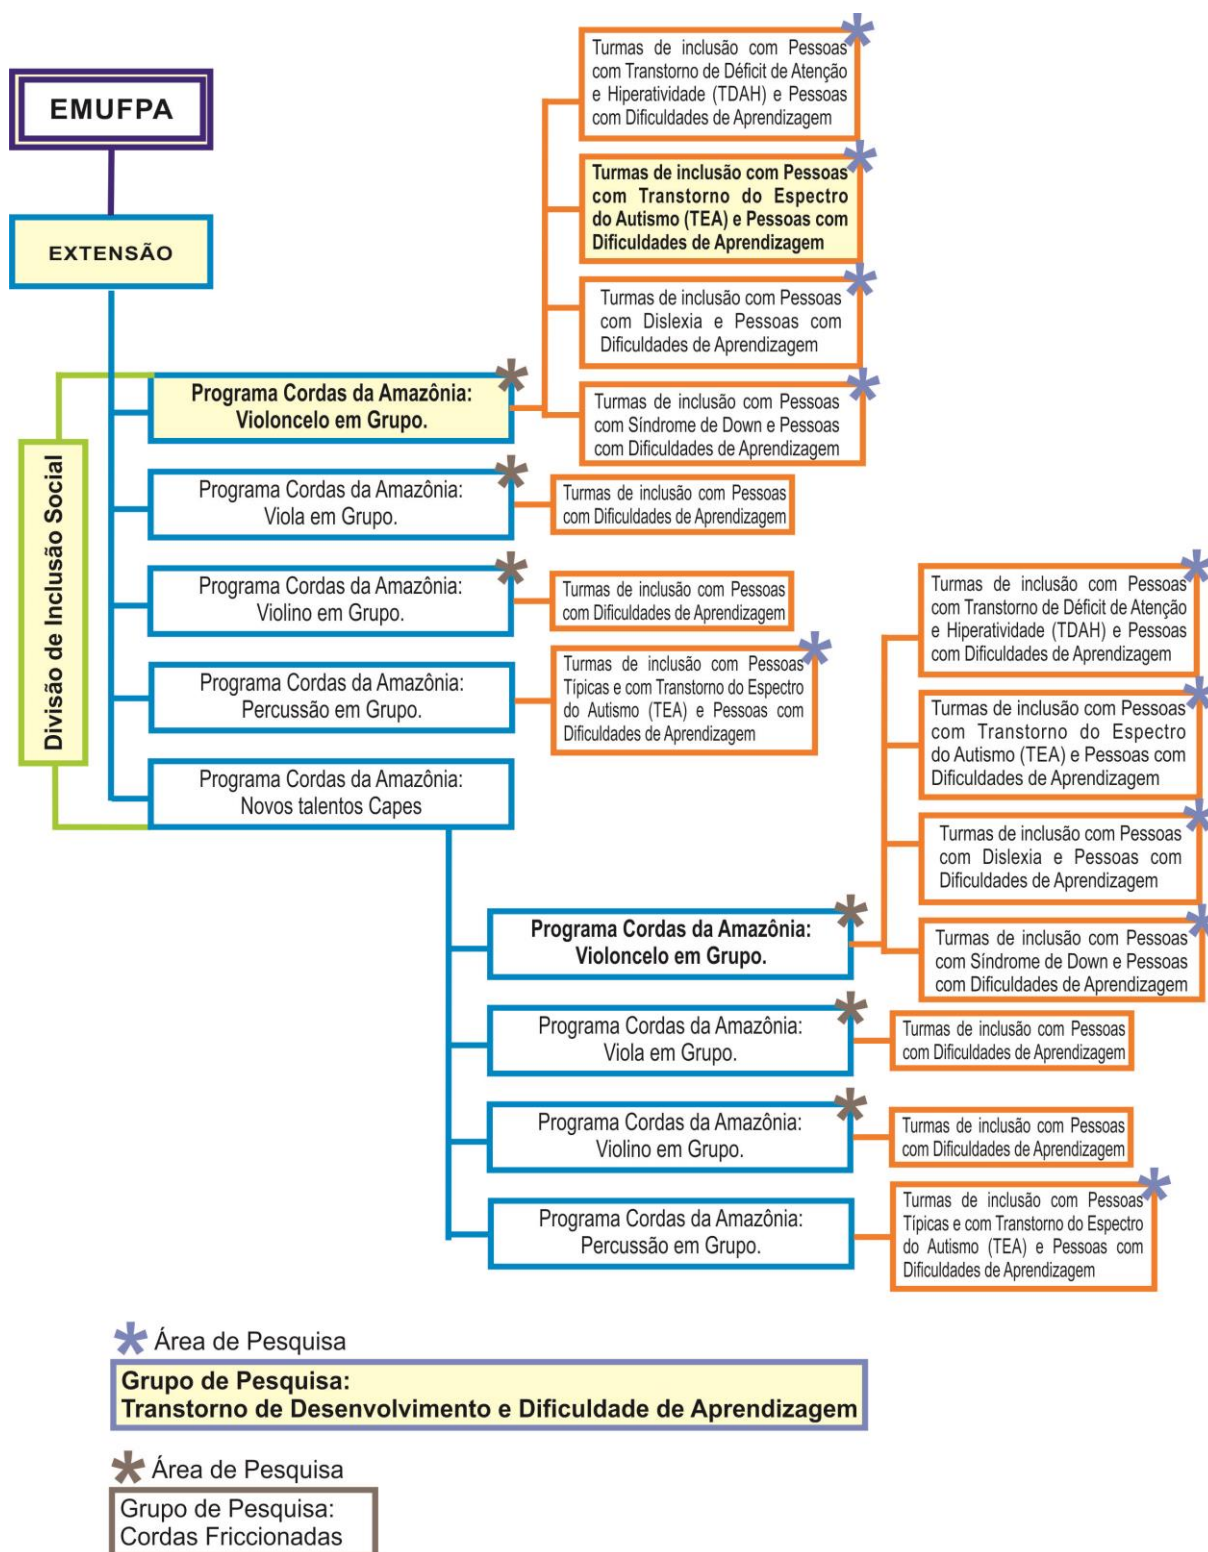 EMUFPA
EXTENSÃO
Divisão de Inclusão Social
Programa Cordas da Amazônia:
Violoncelo em Grupo.
Turmas de inclusão com Pessoas
com Transtorno de Déficit de Atenção
e Hiperatividade (TDAH) e Pessoas
com Dificuldades de Aprendizagem
Turmas de inclusão com Pessoas
com Transtorno do Espectro
do Autismo (TEA) e Pessoas com
Dificuldades de Aprendizagem
Turmas de inclusão com Pessoas
com Dislexia e Pessoas com
Dificuldades de Aprendizagem
Turmas de inclusão com Pessoas
com Síndrome de Down e Pessoas
com Dificuldades de Aprendizagem
Programa Cordas da Amazônia:
Viola em Grupo.
Turmas de inclusão com Pessoas
com Dificuldades de Aprendizagem
Programa Cordas da Amazônia:
Violino em Grupo.
Turmas de inclusão com Pessoas
com Dificuldades de Aprendizagem
Programa Cordas da Amazônia:
Percussão em Grupo.
Turmas de inclusão com Pessoas
Típicas e com Transtorno do Espectro
do Autismo (TEA) e Pessoas com
Dificuldades de Aprendizagem
Programa Cordas da Amazônia:
Novos talentos Capes
Programa Cordas da Amazônia:
Violoncelo em Grupo.
Turmas de inclusão com Pessoas
com Transtorno de Déficit de Atenção
e Hiperatividade (TDAH) e Pessoas
com Dificuldades de Aprendizagem
Turmas de inclusão com Pessoas
com Transtorno do Espectro
do Autismo (TEA) e Pessoas com
Dificuldades de Aprendizagem
Turmas de inclusão com Pessoas
com Dislexia e Pessoas com
Dificuldades de Aprendizagem
Turmas de inclusão com Pessoas
com Síndrome de Down e Pessoas
com Dificuldades de Aprendizagem
Programa Cordas da Amazônia:
Viola em Grupo.
Turmas de inclusão com Pessoas
com Dificuldades de Aprendizagem
Programa Cordas da Amazônia:
Violino em Grupo.
Turmas de inclusão com Pessoas
com Dificuldades de Aprendizagem
Programa Cordas da Amazônia:
Percussão em Grupo.
Turmas de inclusão com Pessoas
Típicas e com Transtorno do Espectro
do Autismo (TEA) e Pessoas com
Dificuldades de Aprendizagem
Área de Pesquisa
Grupo de Pesquisa:
Transtorno de Desenvolvimento e Dificuldade de Aprendizagem
Área de Pesquisa
Grupo de Pesquisa:
Cordas Friccionadas